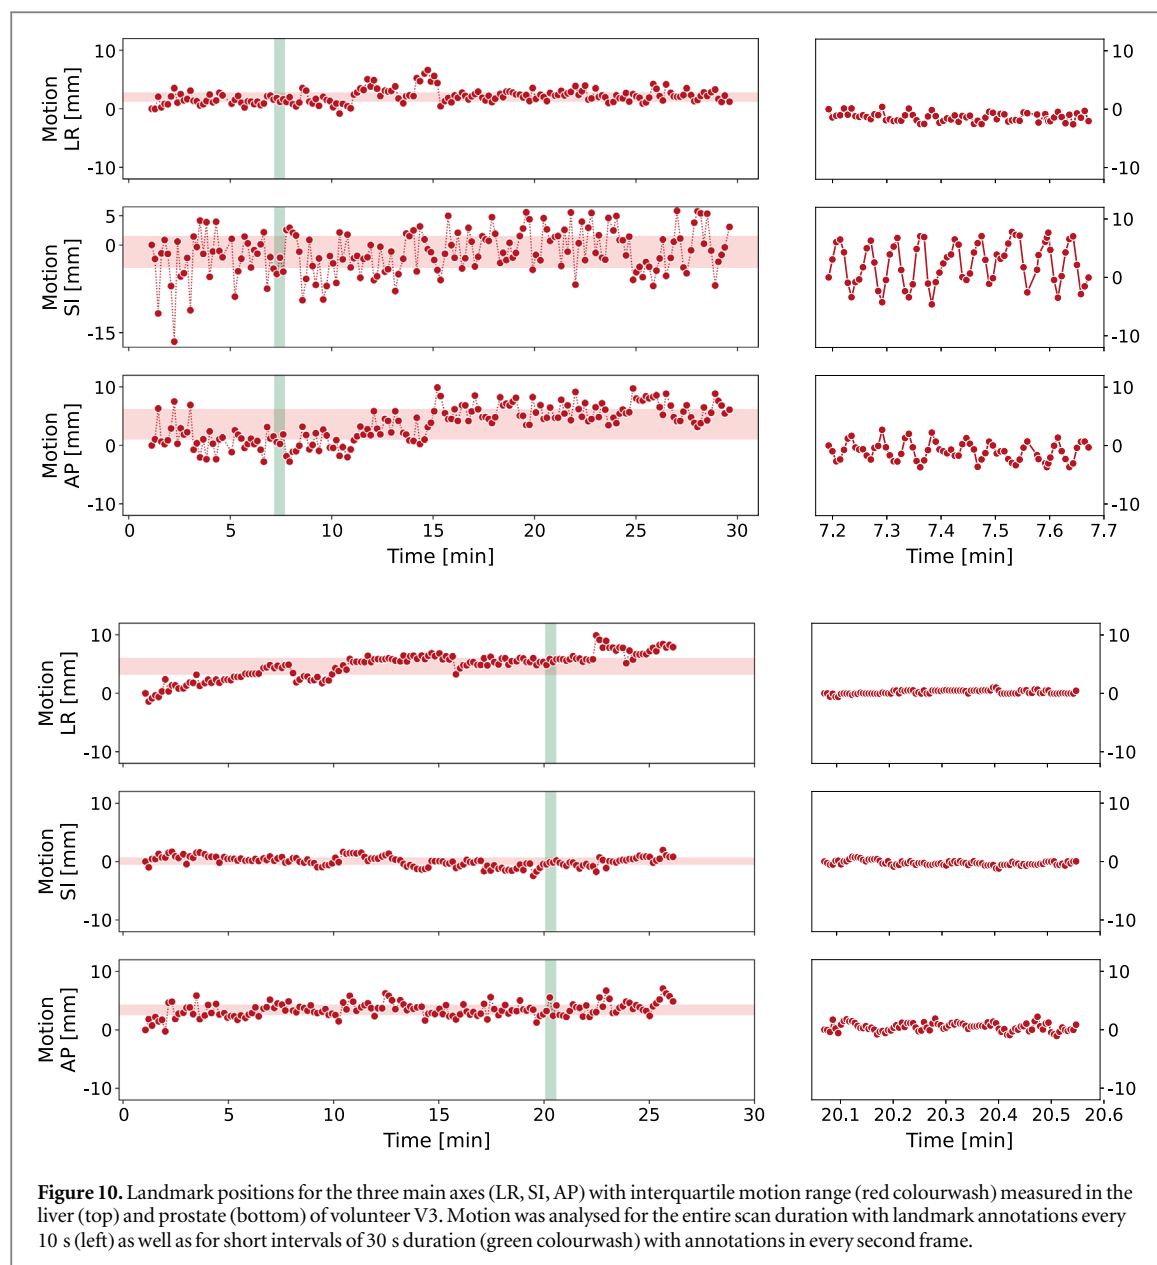 10
0
-10
Motion
LR [mm]
10
0
-10
5
0
-15
Motion
SI [mm]
10
0
-10
10
0
-10
Motion
AP [mm]
10
0
-10
0 5 10 15 20 25 30
Time [min]
7.2 7.3 7.4 7.5 7.6 7.7
Time [min]
10
0
-10
Motion
LR [mm]
10
0
-10
10
0
-10
Motion
SI [mm]
10
0
-10
10
0
-10
Motion
AP [mm]
10
0
-10
0 5 10 15 20 25 30
Time [min]
20.1 20.2 20.3 20.4 20.5 20.6
Time [min]
Figure 10. Landmark positions for the three main axes (LR, SI, AP) with interquartile motion range (red colourwash) measured in the
liver (top) and prostate (bottom) of volunteer V3. Motion was analysed for the entire scan duration with landmark annotations every
10 s (left) as well as for short intervals of 30 s duration (green colourwash) with annotations in every second frame.